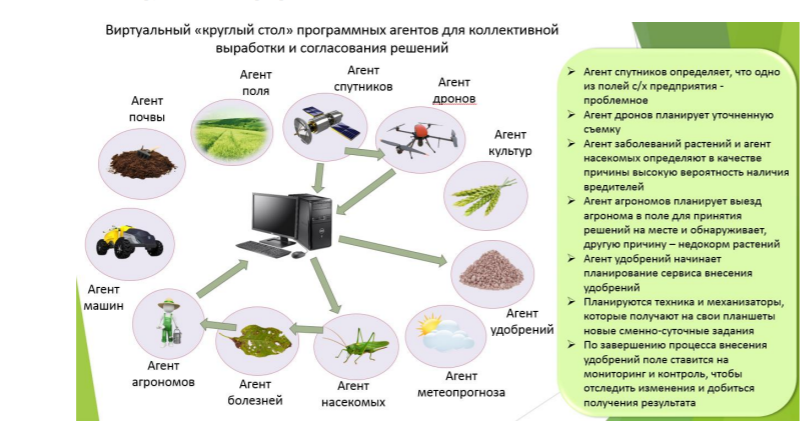 Виртуальный «круглый стол» программных агентов для коллективной
выработки и согласования решений
Агент
почвы
Агент
поля
Агент
спутников
Агент
дронов
Агент
культур
Агент
машин
Агент
агрономов
Агент
болезней
Агент
насекомых
Агент
метеопрогноза
Агент
удобрений
➢ Агент спутников определяет, что одно
из полей с/х предприятия -
проблемное
➢ Агент дронов планирует уточненную
съемку
➢ Агент заболеваний растений и агент
насекомых определяют в качестве
причины высокую вероятность наличия
вредителей
➢ Агент агрономов планирует выезд
агронома в поле для принятия
решений на месте и обнаруживает,
другую причину – недокорм растений
➢ Агент удобрений начинает
планирование сервиса внесения
удобрений
➢ Планируются техника и механизаторы,
которые получают на свои планшеты
новые сменно-суточные задания
➢ По завершению процесса внесения
удобрений поле ставится на
мониторинг и контроль, чтобы
отследить изменения и добиться
получения результата